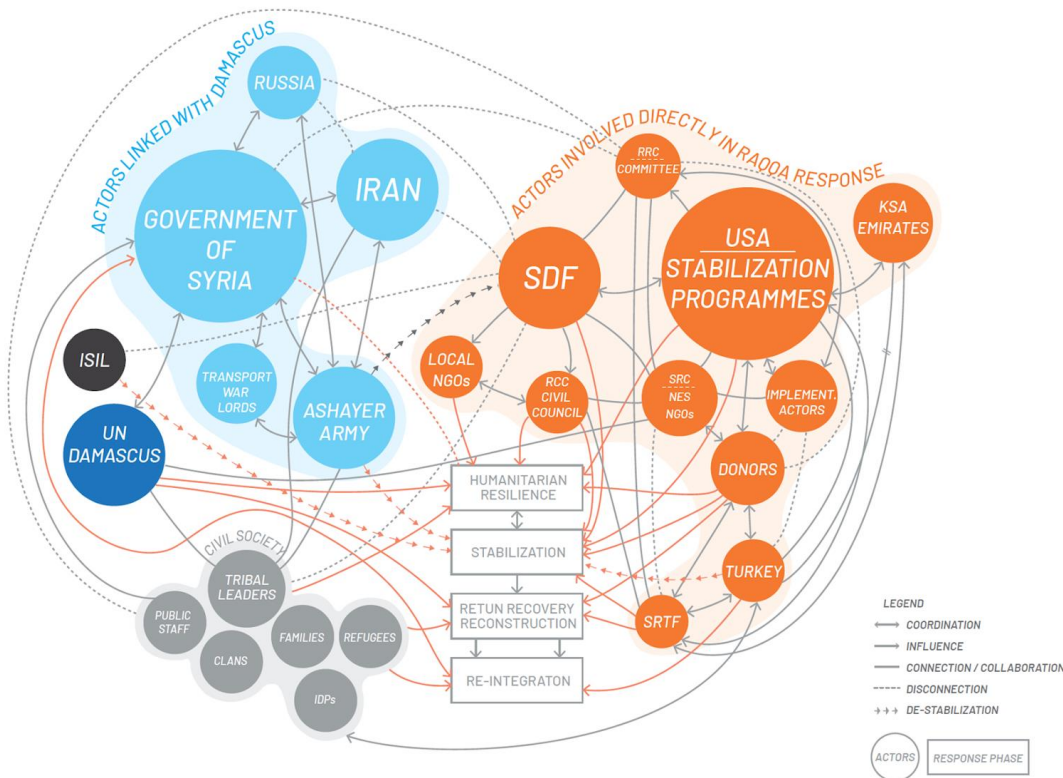 ACTORS LINKED WITH DAMASCUS
RUSSIA
IRAN
GOVERNMENT
OF
SYRIA
ISIL
TRANSPORT
WAR
LORDS
ASHAYER
ARMY
UN
DAMASCUS
ACTORS INVOLVED DIRECTLY IN RAQQA RESPONSE
RRC
COMMITTEE
KSA
EMIRATES
USA
STABILIZATION
PROGRAMMES
SDF
LOCAL
NGOs
RCC
CIVIL
COUNCIL
SRC
NES
NGOs
IMPLEMENT.
ACTORS
DONORS
TURKEY
SRTF
HUMANITARIAN
RESILIENCE
STABILIZATION
RETUN RECOVERY
RECONSTRUCTION
RE-INTEGRATON
CIVIL SOCIETY
TRIBAL
LEADERS
PUBLIC
STAFF
CLANS
FAMILIES
REFUGEES
IDPs
LEGEND
COORDINATION
INFLUENCE
CONNECTION / COLLABORATION
DISCONNECTION
DE-STABILIZATION
ACTORS
RESPONSE PHASE